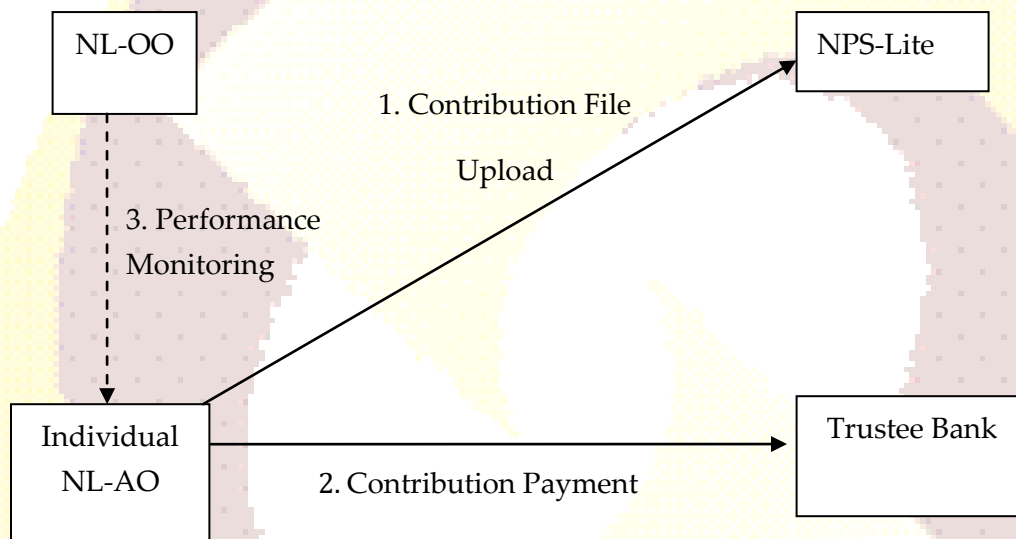 NL-OO
NPS-Lite
1. Contribution File
Upload
3. Performance
Monitoring
Individual
NL-AO
Trustee Bank
2. Contribution Payment